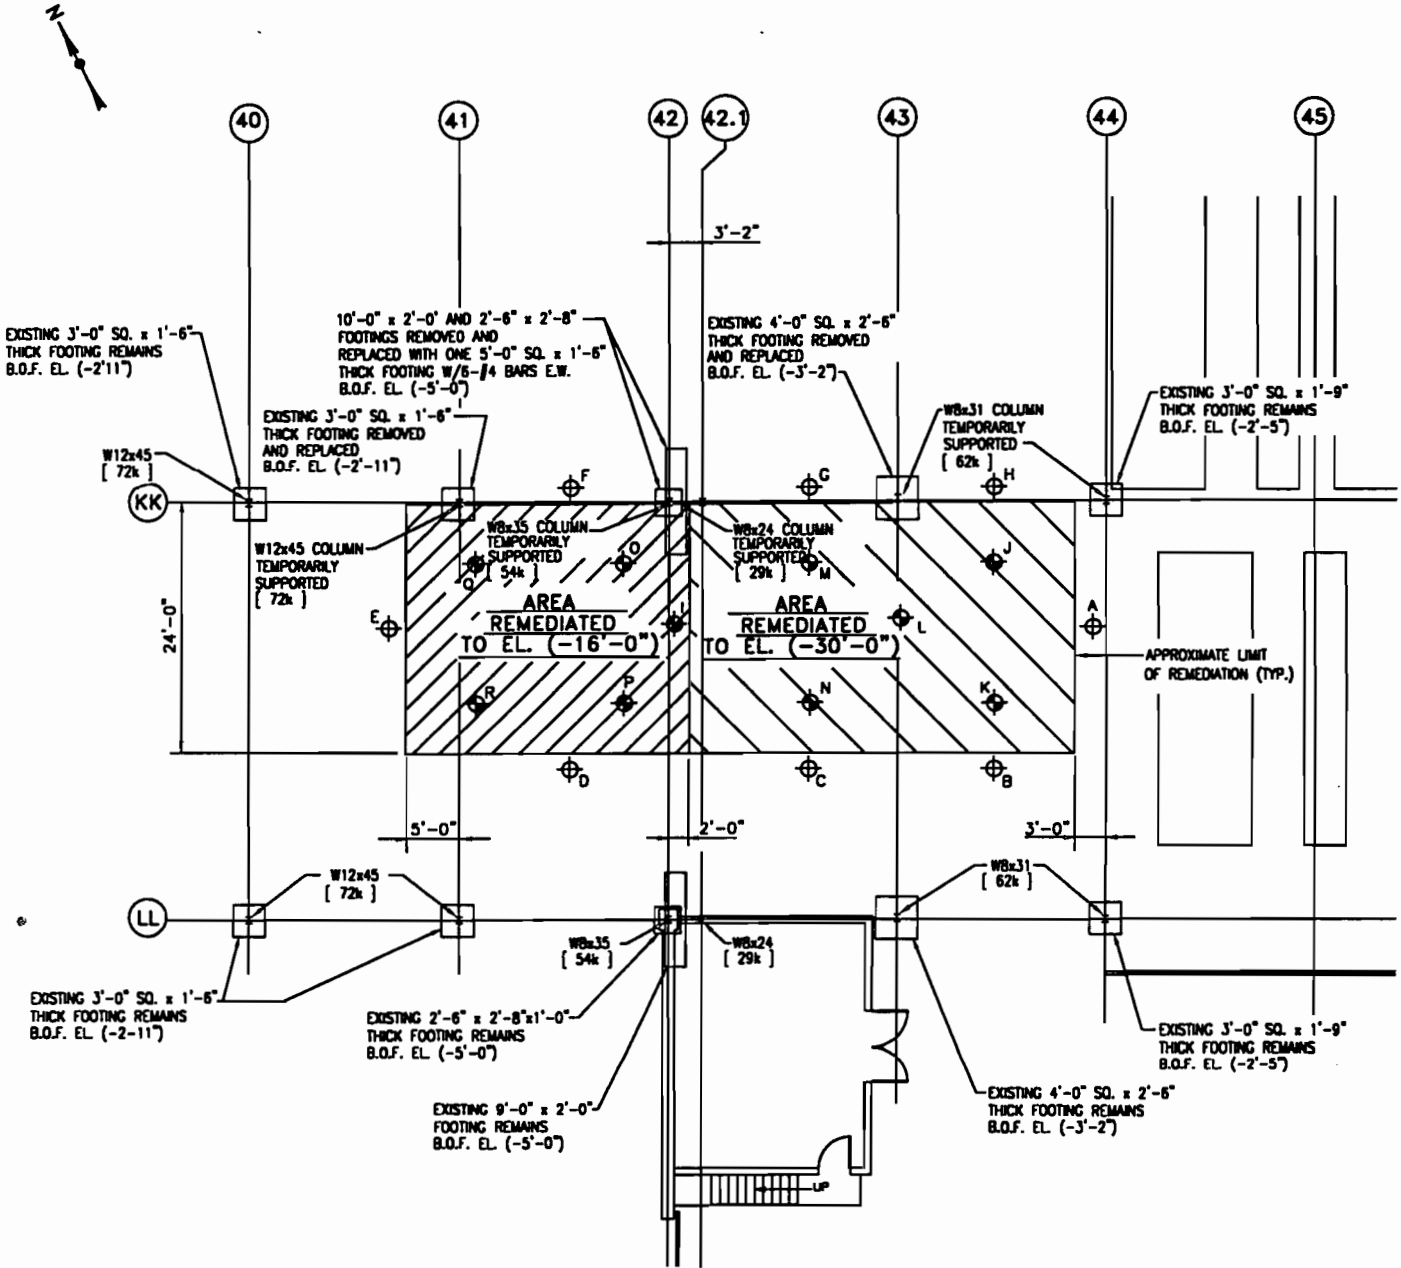 N
40
41
42
42.1
43
44
45
3'-2"
EXISTING 3'-0" SQ. x 1'-6"
THICK FOOTING REMAINS
B.O.F. EL. (-2'11")
10'-0" x 2'-0' AND 2'-6" x 2'-8"
FOOTINGS REMOVED AND
REPLACED WITH ONE 5'-0" SQ. x 1'-6"
THICK FOOTING W/6-#4 BARS E.W.
B.O.F. EL. (-5'-0")
EXISTING 4'-0" SQ. x 2'-6"
THICK FOOTING REMOVED
AND REPLACED
B.O.F. EL. (-3'-2")
EXISTING 3'-0" SQ. x 1'-9"
THICK FOOTING REMAINS
B.O.F. EL. (-2'-5")
EXISTING 3'-0" SQ. x 1'-6"
THICK FOOTING REMOVED
AND REPLACED
B.O.F. EL. (-2'-11")
W8x31 COLUMN
TEMPORARILY
SUPPORTED
[ 62k ]
W12x45
[ 72k ]
KK
F
G
H
W12x45 COLUMN
TEMPORARILY
SUPPORTED
[ 72k ]
W8x35 COLUMN
TEMPORARILY
SUPPORTED
[ 54k ]
W8x24 COLUMN
TEMPORARILY
SUPPORTED
[ 29k ]
Q
O
M
J
24'-0"
E
I
L
A
AREA
REMEDIATED
TO EL. (-16'-0")
AREA
REMEDIATED
TO EL. (-30'-0")
APPROXIMATE LIMIT
OF REMEDIATION (TYP.)
R
P
N
K
D
C
B
5'-0"
2'-0"
3'-0"
W12x45
[ 72k ]
W8x31
[ 62k ]
LL
W8x35
[ 54k ]
W8x24
[ 29k ]
EXISTING 3'-0" SQ. x 1'-6"
THICK FOOTING REMAINS
B.O.F. EL. (-2-11")
EXISTING 2'-6" x 2'-8"x1'-0"
THICK FOOTING REMAINS
B.O.F. EL. (-5'-0")
EXISTING 3'-0" SQ. x 1'-9"
THICK FOOTING REMAINS
B.O.F. EL. (-2'-5")
EXISTING 9'-0" x 2'-0"
FOOTING REMAINS
B.O.F. EL. (-5'-0")
EXISTING 4'-0" SQ. x 2'-6"
THICK FOOTING REMAINS
B.O.F. EL. (-3'-2")
UP